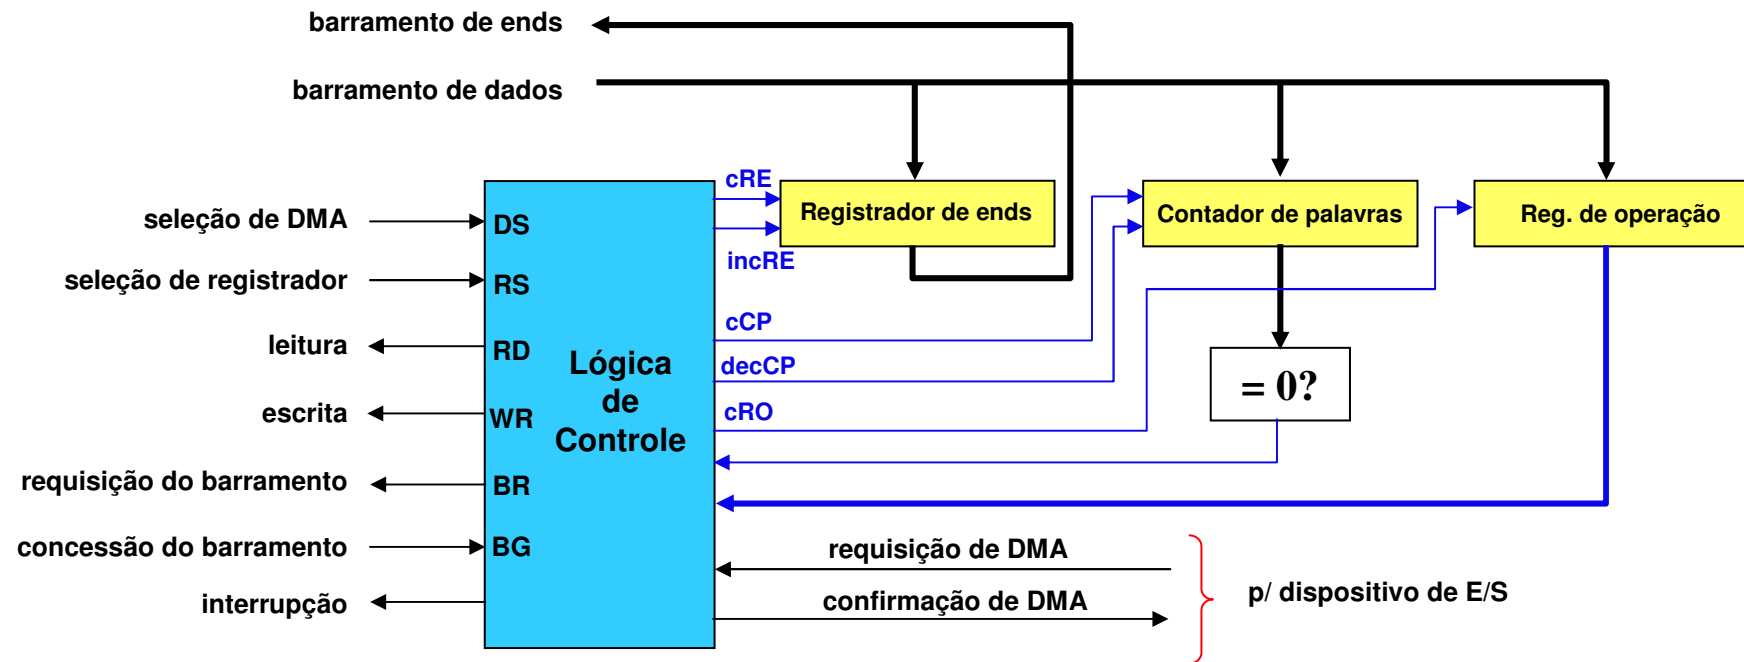 barramento de ends
barramento de dados
cRE
Registrador de ends
Contador de palavras
Reg. de operação
seleção de DMA
DS
incRE
seleção de registrador
RS
cCP
leitura
RD
decCP
= 0?
Lógica
de
Controle
escrita
WR
cRO
requisição do barramento
BR
concessão do barramento
BG
requisição de DMA
p/ dispositivo de E/S
interrupção
confirmação de DMA